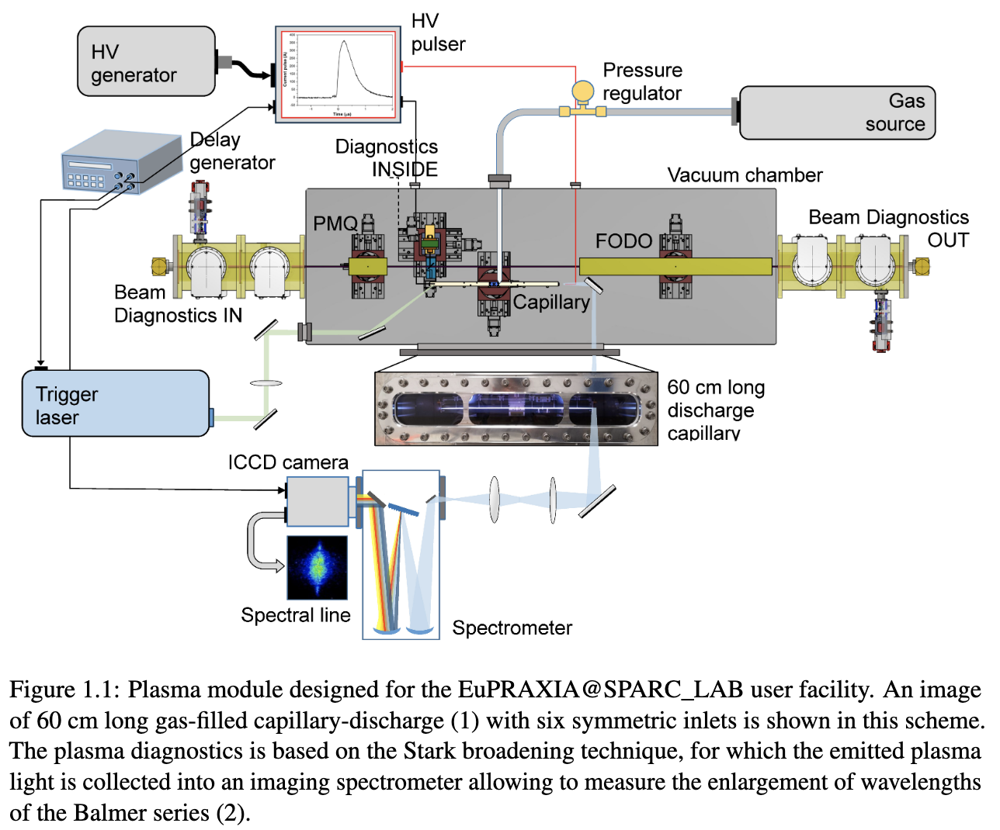 HV
generator
HV
pulser
Current pulse (A)
Time (µs)
Pressure
regulator
Gas
source
Delay
generator
Diagnostics
INSIDE
Vacuum chamber
PMQ
FODO
Beam Diagnostics
OUT
Beam
Diagnostics IN
Capillary
Trigger
laser
60 cm long
discharge
capillary
ICCD camera
Spectral line
Spectrometer
Figure 1.1: Plasma module designed for the EuPRAXIA@SPARC_LAB user facility. An image
of 60 cm long gas-filled capillary-discharge (1) with six symmetric inlets is shown in this scheme.
The plasma diagnostics is based on the Stark broadening technique, for which the emitted plasma
light is collected into an imaging spectrometer allowing to measure the enlargement of wavelengths
of the Balmer series (2).